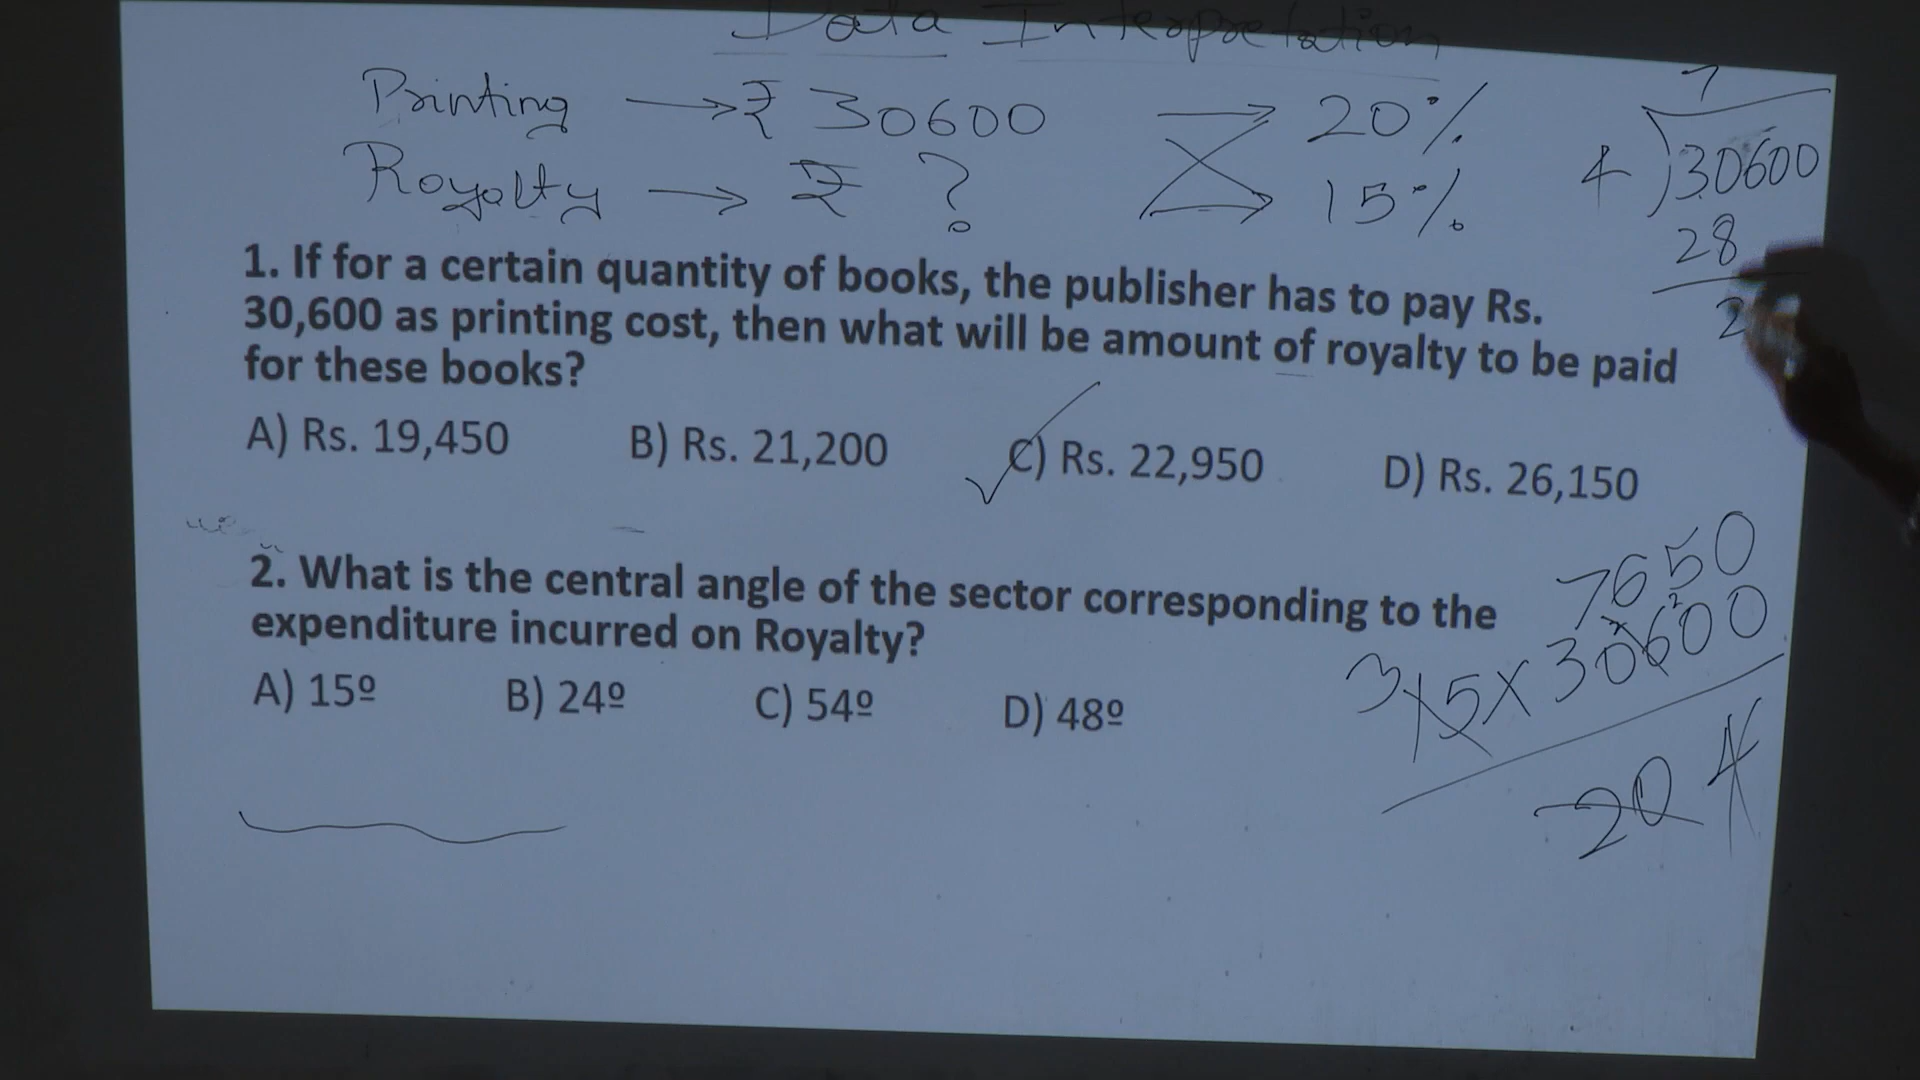 Data Interpretation
Printing → ₹ 30600 → 20%
Royalty → ₹ ? → 15%
7
4)30600
28
2
1. If for a certain quantity of books, the publisher has to pay Rs.
30,600 as printing cost, then what will be amount of royalty to be paid
for these books?
A) Rs. 19,450 B) Rs. 21,200 C) Rs. 22,950 D) Rs. 26,150
2. What is the central angle of the sector corresponding to the
expenditure incurred on Royalty?
A) 15º B) 24º C) 54º D) 48º
7650
3 15 x 30600
20 4